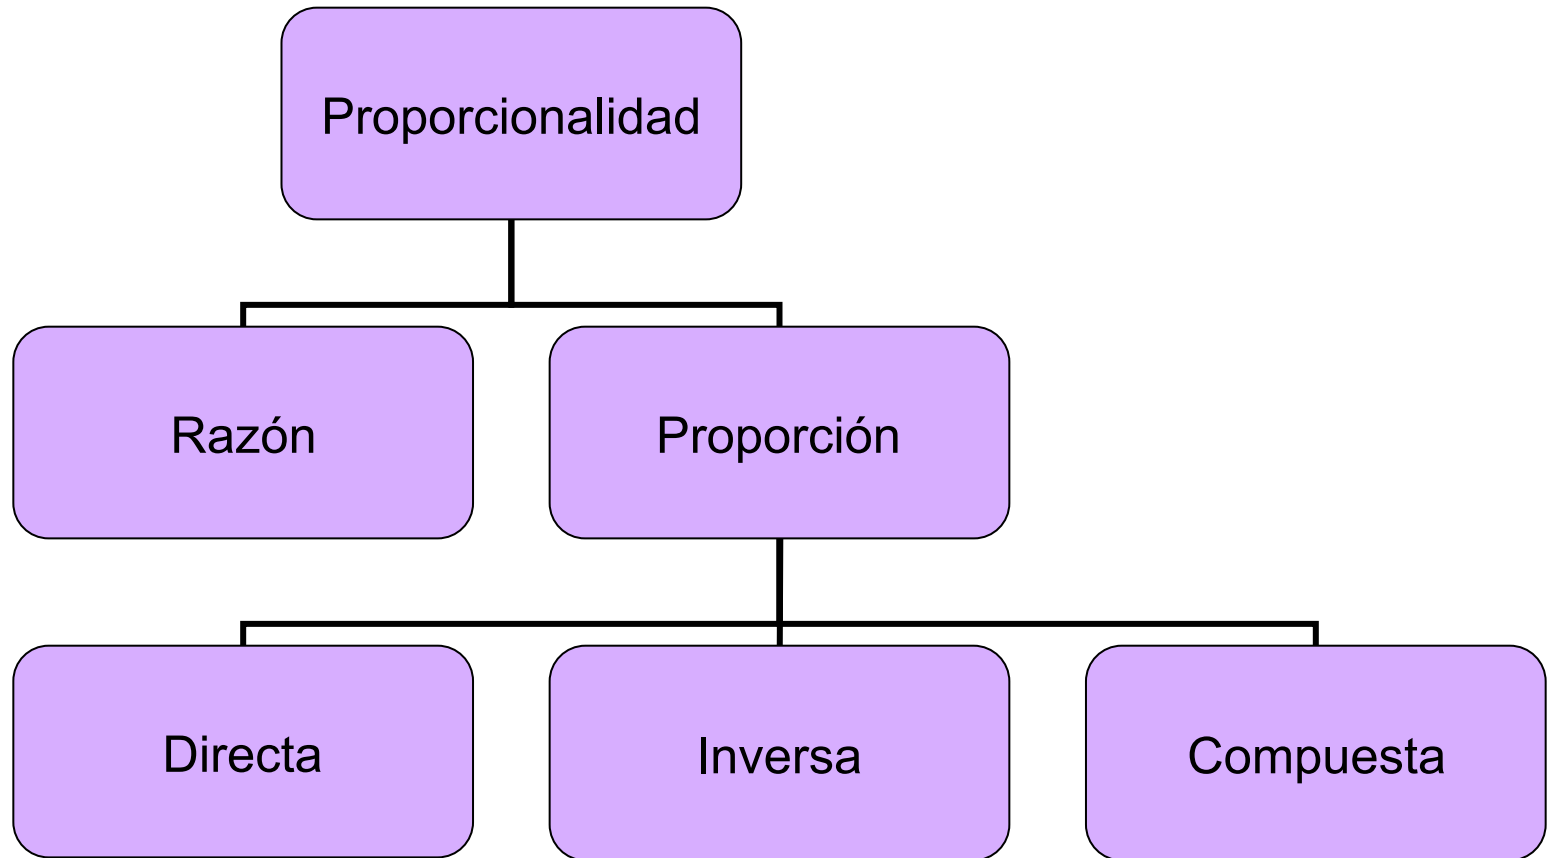 Proporcionalidad
Razón
Proporción
Directa
Inversa
Compuesta